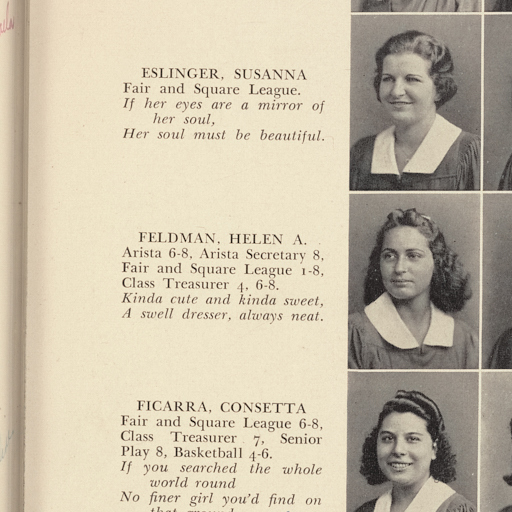 ESLINGER, SUSANNA
Fair and Square League.
If her eyes are a mirror of
her soul,
Her soul must be beautiful.
FELDMAN, HELEN A.
Arista 6-8, Arista Secretary 8,
Fair and Square League 1-8,
Class Treasurer 4, 6-8.
Kinda cute and kinda sweet,
A swell dresser, always neat.
FICARRA, CONSETTA
Fair and Square League 6-8,
Class Treasurer 7, Senior
Play 8, Basketball 4-6.
If you searched the whole
world round
No finer girl you'd find on